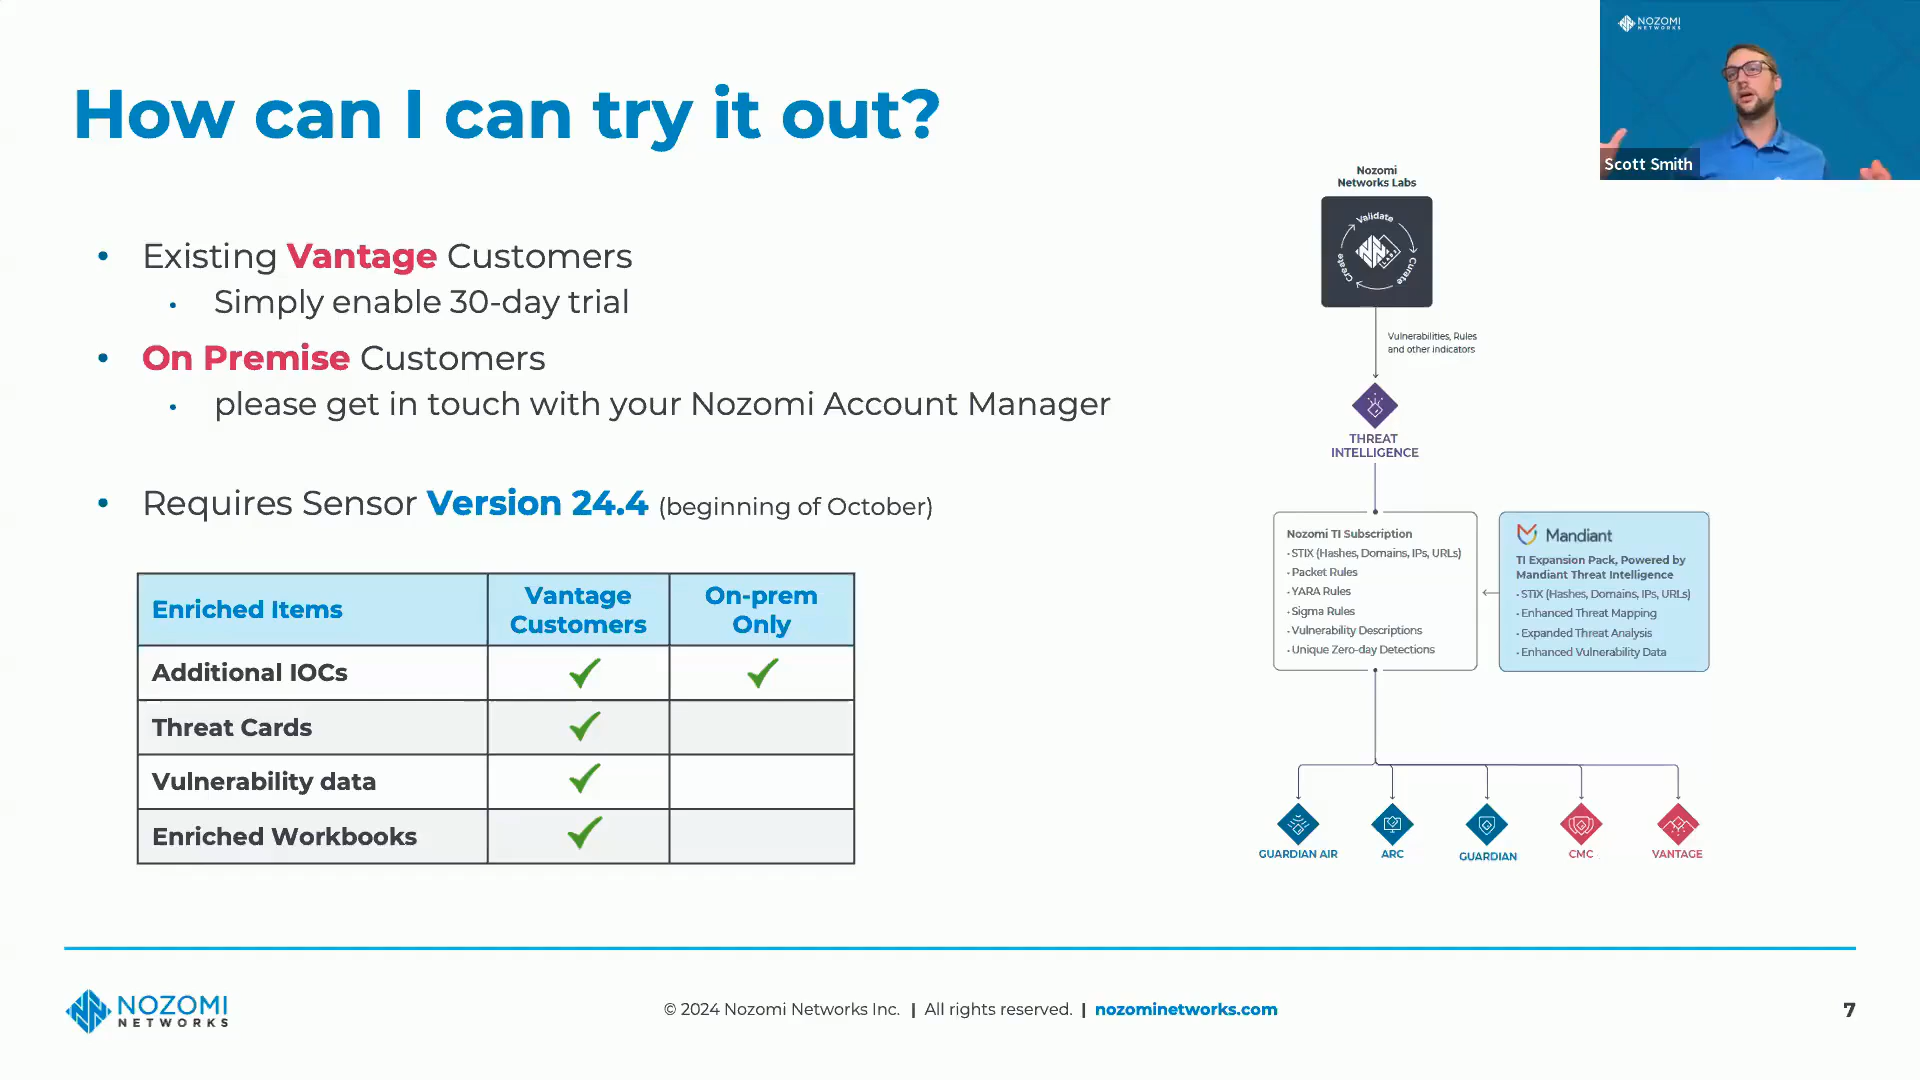 How can I can try it out?
NOZOMI
NETWORKS
Scott Smith
• Existing Vantage Customers
• Simply enable 30-day trial
• On Premise Customers
• please get in touch with your Nozomi Account Manager
• Requires Sensor Version 24.4 (beginning of October)
Enriched Items
Vantage
Customers
On-prem
Only
Additional IOCs
Threat Cards
Vulnerability data
Enriched Workbooks
Nozomi
Networks Labs
Validate
Curate
Create
LABS
Vulnerabilities, Rules
and other indicators
THREAT
INTELLIGENCE
Nozomi TI Subscription
• STIX (Hashes, Domains, IPs, URLs)
• Packet Rules
• YARA Rules
• Sigma Rules
• Vulnerability Descriptions
• Unique Zero-day Detections
Mandiant
TI Expansion Pack, Powered by
Mandiant Threat Intelligence
• STIX (Hashes, Domains, IPs, URLs)
• Enhanced Threat Mapping
• Expanded Threat Analysis
• Enhanced Vulnerability Data
GUARDIAN AIR
ARC
GUARDIAN
CMC
VANTAGE
NOZOMI
NETWORKS
© 2024 Nozomi Networks Inc. | All rights reserved. | nozominetworks.com
7